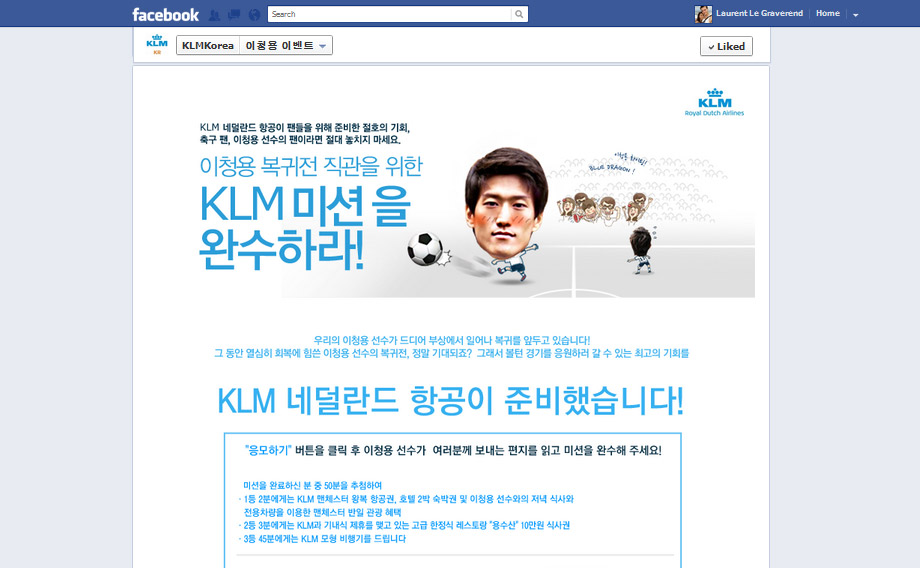 facebook
Search
Laurent Le Graverend
Home
KLM
KR
KLMKorea
이청용 이벤트
Liked
KLM
Royal Dutch Airlines
KLM 네덜란드 항공이 팬들을 위해 준비한 절호의 기회,
축구 팬, 이청용 선수의 팬이라면 절대 놓치지 마세요.
이청용 복귀전 직관을 위한
KLM 미션을
완수하라!
이청용 화이팅!
BLUE DRAGON!
우리의 이청용 선수가 드디어 부상에서 일어나 복귀를 앞두고 있습니다!
그 동안 열심히 회복에 힘쓴 이청용 선수의 복귀전, 정말 기대되죠? 그래서 볼턴 경기를 응원하러 갈 수 있는 최고의 기회를
KLM 네덜란드 항공이 준비했습니다!
"응모하기" 버튼을 클릭 후 이청용 선수가 여러분께 보내는 편지를 읽고 미션을 완수해 주세요!
미션을 완료하신 분 중 50분을 추첨하여
· 1등 2분에게는 KLM 맨체스터 왕복 항공권, 호텔 2박 숙박권 및 이청용 선수와의 저녁 식사와
전용차량을 이용한 맨체스터 반일 관광 혜택
· 2등 3분에게는 KLM과 기내식 제휴를 맺고 있는 고급 한정식 레스토랑 "용수산" 10만원 식사권
· 3등 45분에게는 KLM 모형 비행기를 드립니다